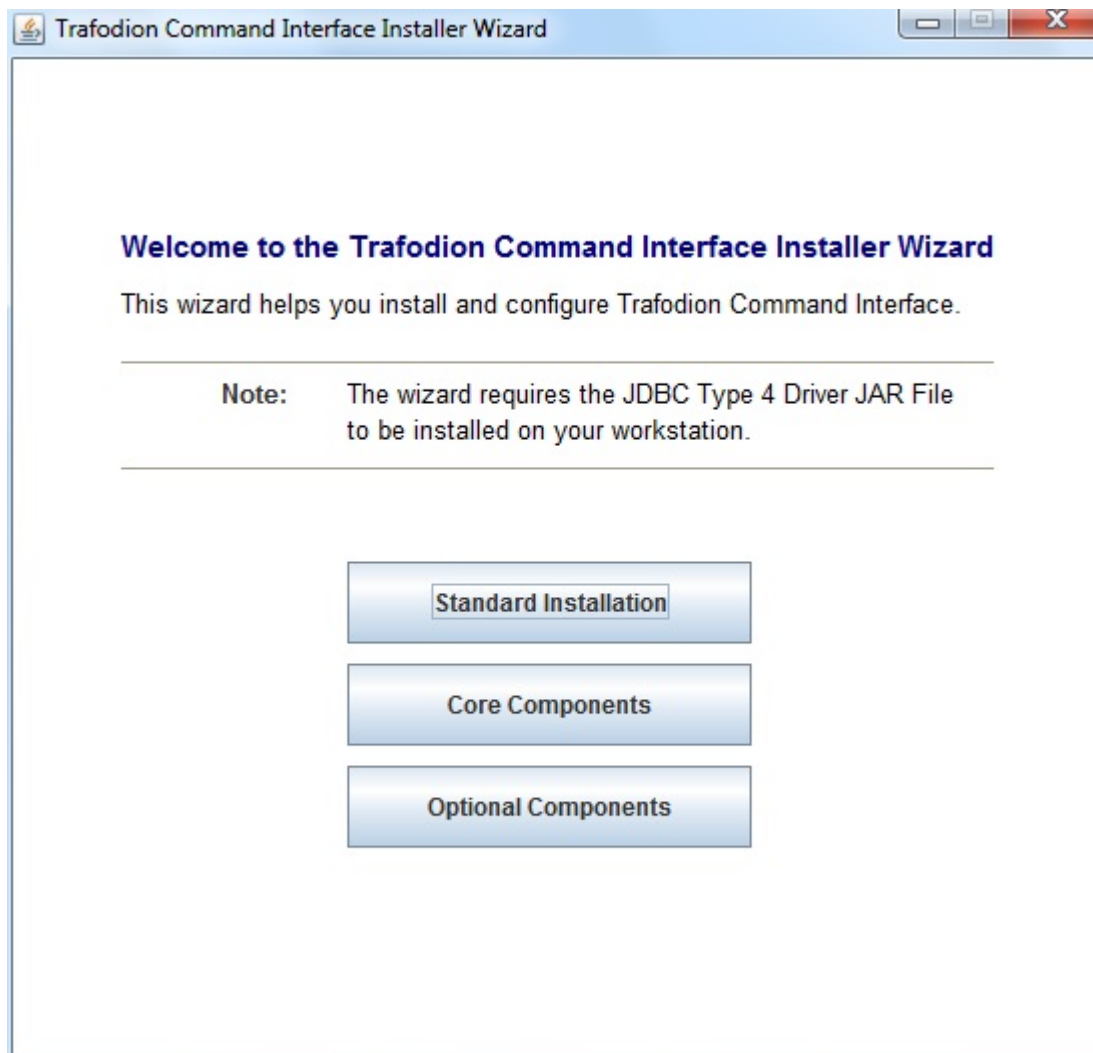 Trafodion Command Interface Installer Wizard
Welcome to the Trafodion Command Interface Installer Wizard
This wizard helps you install and configure Trafodion Command Interface.
Note: The wizard requires the JDBC Type 4 Driver JAR File
to be installed on your workstation.
Standard Installation
Core Components
Optional Components